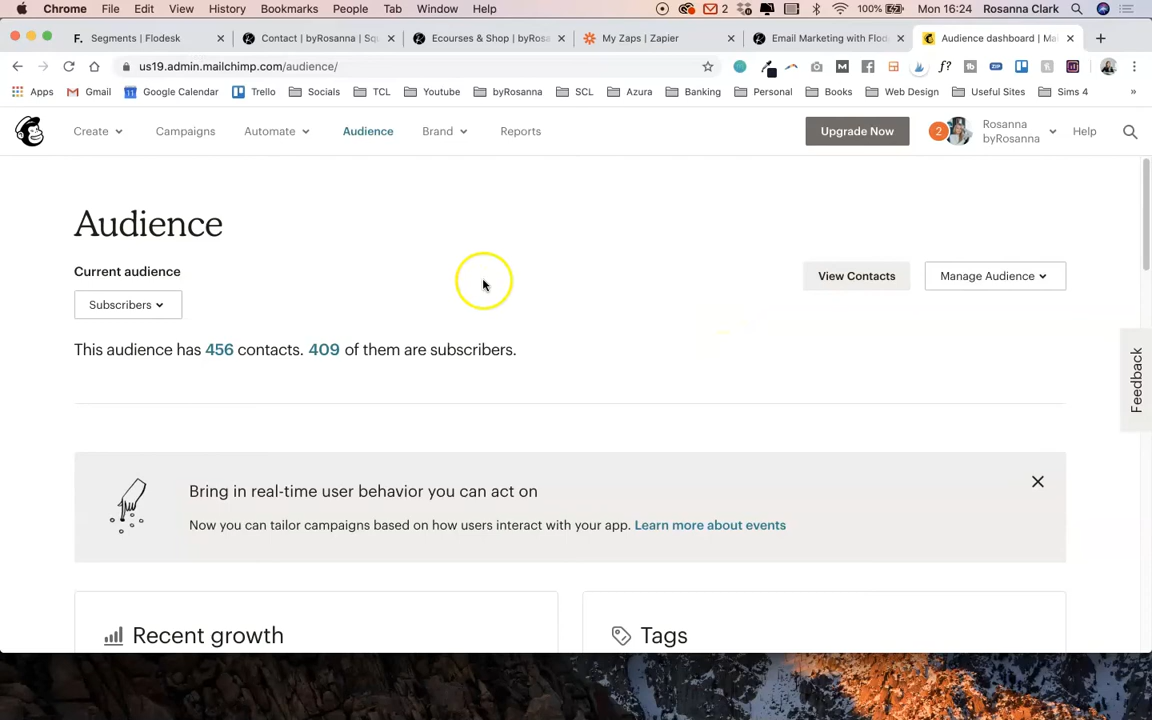 Chrome File Edit View History Bookmarks People Tab Window Help 2 100% Mon 16:24 Rosanna Clark
F. Segments | Flodesk Contact | byRosanna | Squ Ecourses & Shop | byRosa My Zaps | Zapier Email Marketing with Flod Audience dashboard | Mai
us19.admin.mailchimp.com/audience/
Apps Gmail Google Calendar Trello Socials TCL Youtube byRosanna SCL Azura Banking Personal Books Web Design Useful Sites Sims 4 »
Create Campaigns Automate Audience Brand Reports Upgrade Now 2 Rosanna byRosanna Help
Audience
Current audience
Subscribers
View Contacts
Manage Audience
This audience has 456 contacts. 409 of them are subscribers.
Feedback
Bring in real-time user behavior you can act on
Now you can tailor campaigns based on how users interact with your app. Learn more about events
Recent growth
Tags